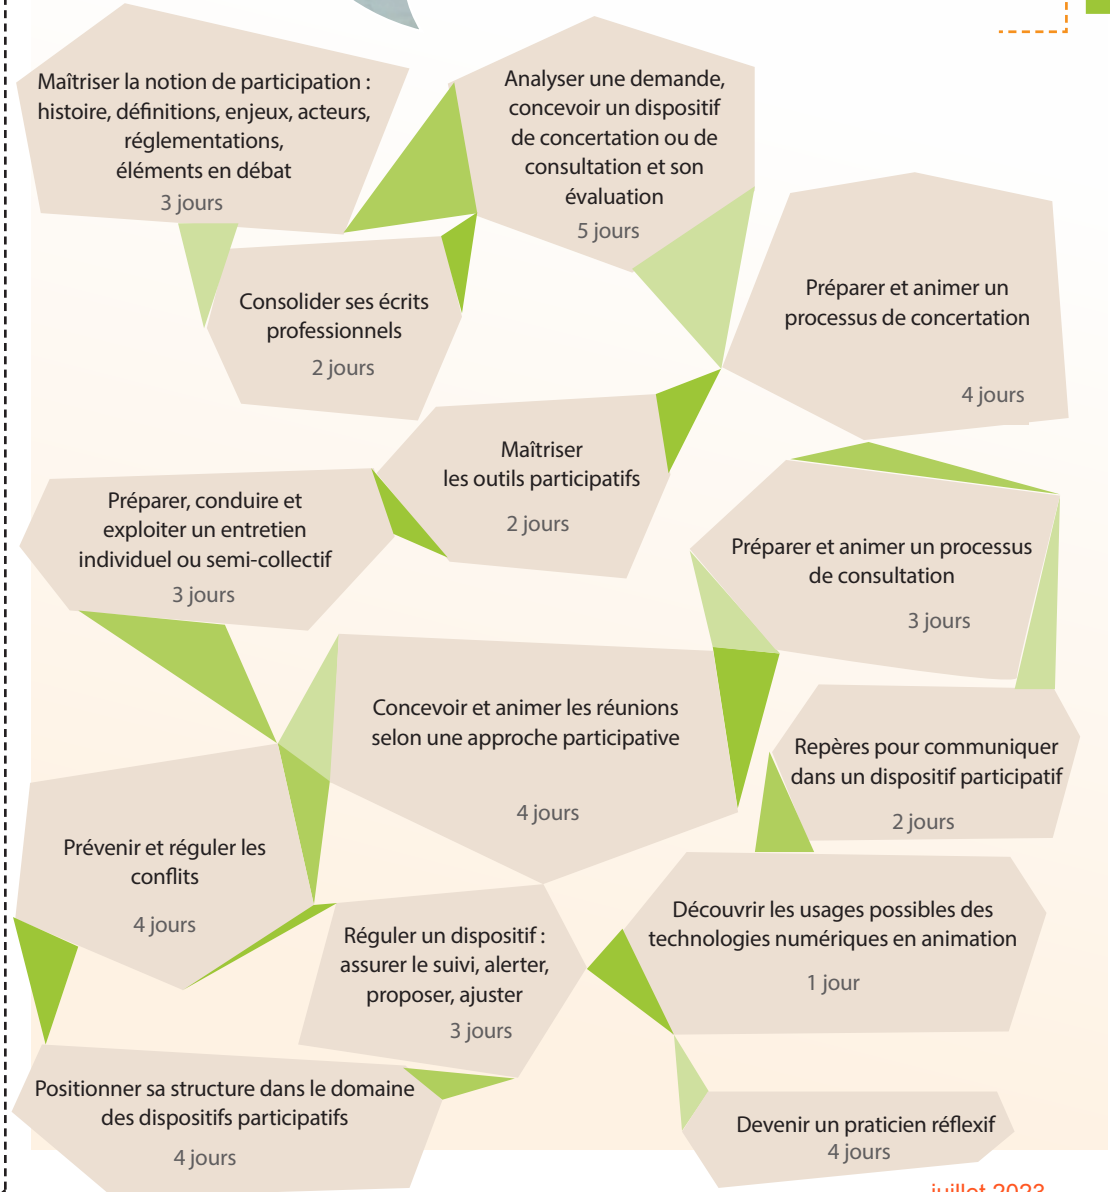 Maîtriser la notion de participation :
histoire, définitions, enjeux, acteurs,
réglementations,
éléments en débat
3 jours
Analyser une demande,
concevoir un dispositif
de concertation ou de
consultation et son
évaluation
5 jours
Consolider ses écrits
professionnels
2 jours
Préparer et animer un
processus de concertation
4 jours
Maîtriser
les outils participatifs
2 jours
Préparer, conduire et
exploiter un entretien
individuel ou semi-collectif
3 jours
Préparer et animer un processus
de consultation
3 jours
Concevoir et animer les réunions
selon une approche participative
4 jours
Repères pour communiquer
dans un dispositif participatif
2 jours
Prévenir et réguler les
conflits
4 jours
Réguler un dispositif :
assurer le suivi, alerter,
proposer, ajuster
3 jours
Découvrir les usages possibles des
technologies numériques en animation
1 jour
Positionner sa structure dans le domaine
des dispositifs participatifs
4 jours
Devenir un praticien réflexif
4 jours
juillet 2023